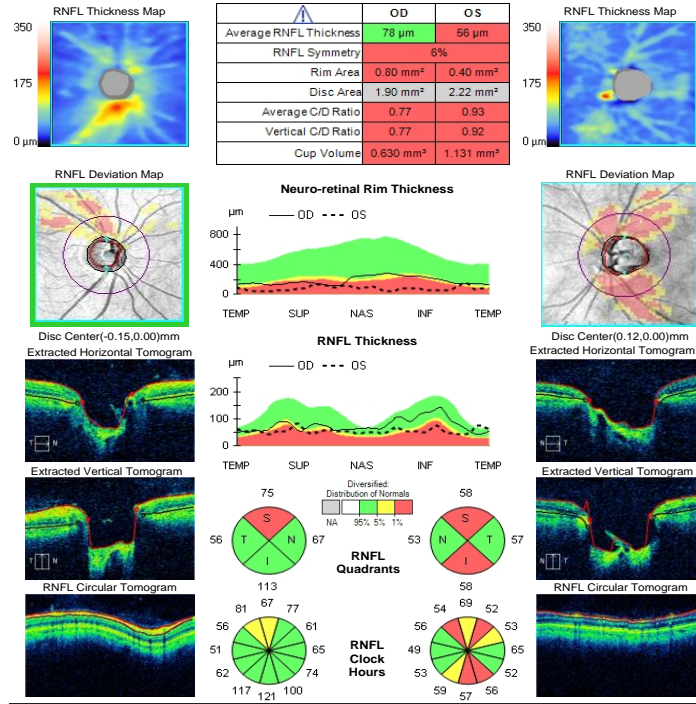 RNFL Thickness Map
350
175
0 µm
OD OS
Average RNFL Thickness 78 µm 56 µm
RNFL Symmetry 6%
Rim Area 0.80 mm² 0.40 mm²
Disc Area 1.90 mm² 2.22 mm²
Average C/D Ratio 0.77 0.93
Vertical C/D Ratio 0.77 0.92
Cup Volume 0.630 mm³ 1.131 mm³
RNFL Thickness Map
350
175
0 µm
RNFL Deviation Map
Disc Center(-0.15,0.00)mm
Neuro-retinal Rim Thickness
µm OD OS
800
400
0
TEMP SUP NAS INF TEMP
RNFL Deviation Map
Disc Center(0.12,0.00)mm
RNFL Thickness
µm OD OS
200
100
0
TEMP SUP NAS INF TEMP
Extracted Horizontal Tomogram
T N
Extracted Vertical Tomogram
RNFL Circular Tomogram
Extracted Horizontal Tomogram
N T
Extracted Vertical Tomogram
RNFL Circular Tomogram
Diversified:
Distribution of Normals
NA 95% 5% 1%
RNFL
Quadrants
75
56 T S N I 67
113
58
53 N S T I 57
58
RNFL
Clock
Hours
67
81 77
56 61
51 65
62 74
117 100
121
69
54 52
56 53
49 65
53 52
59 56
57